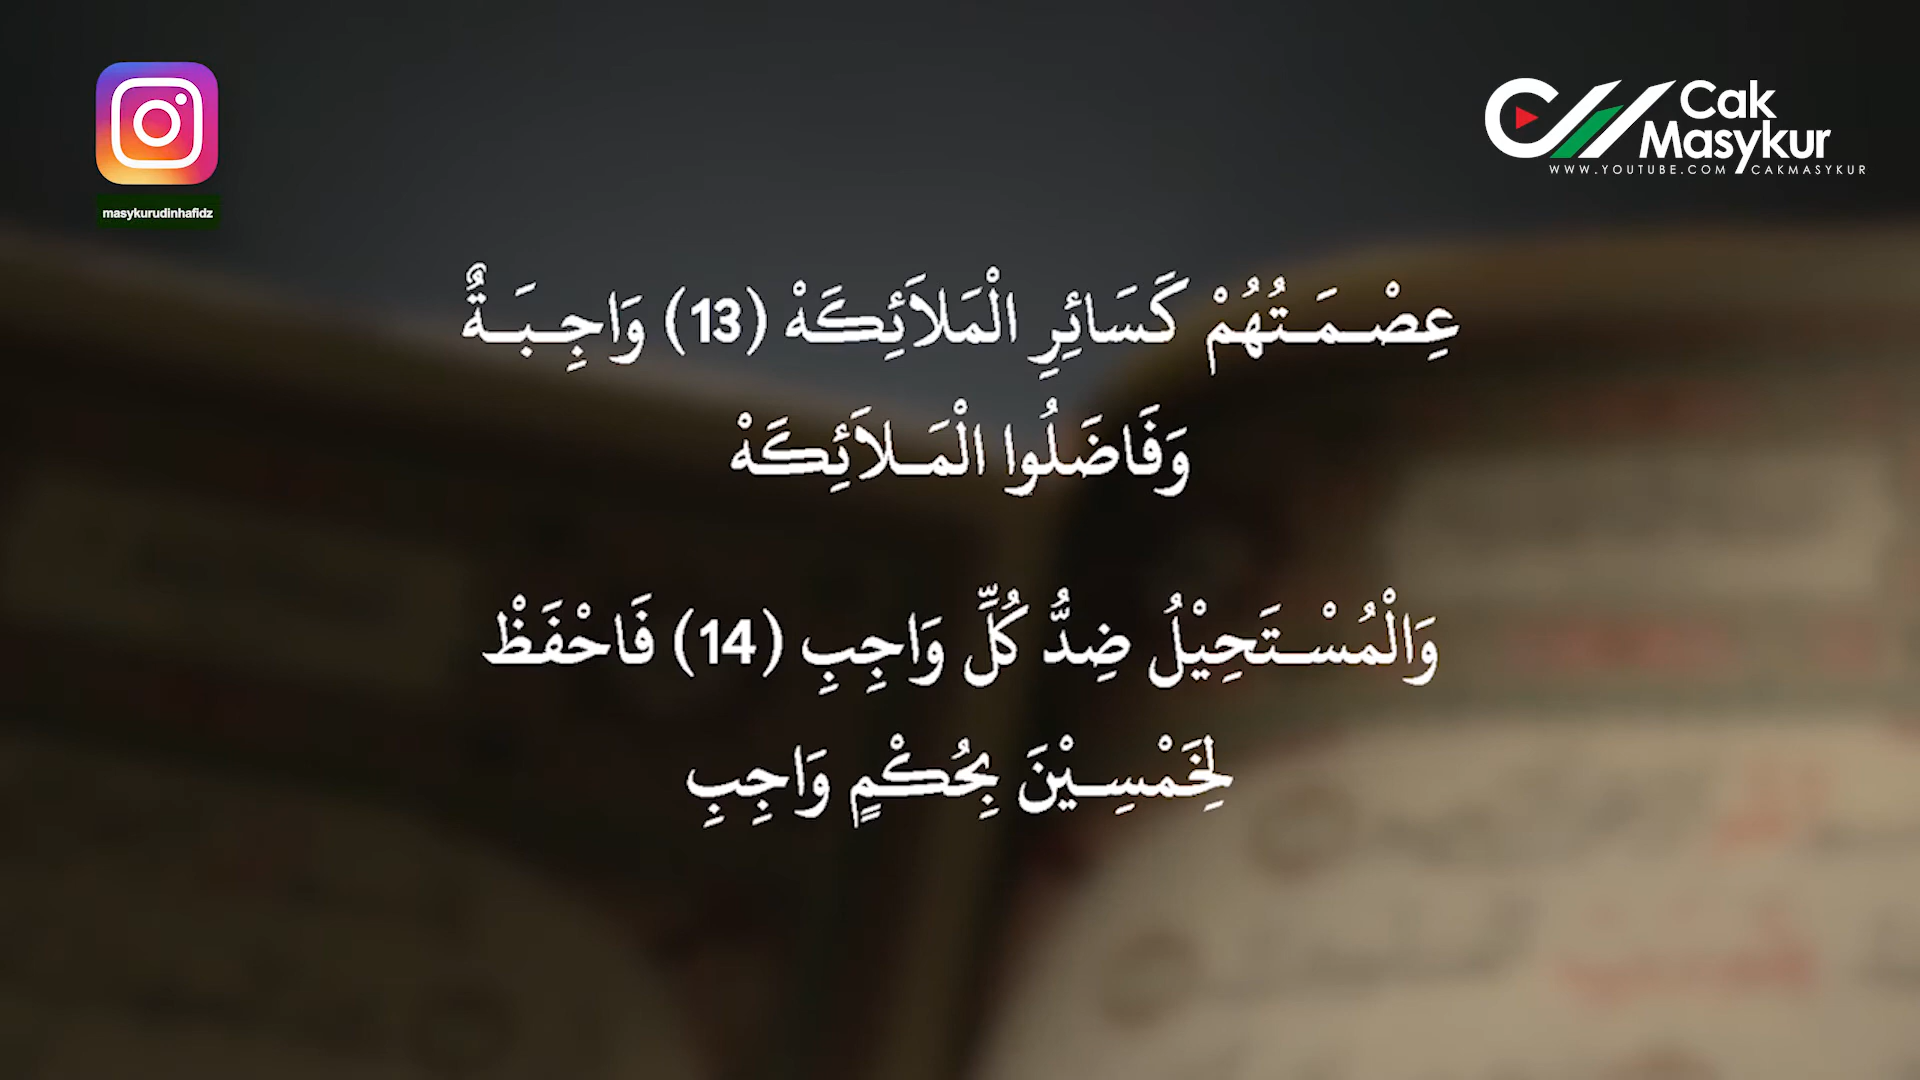 Cak
Masykur
WWW.YOUTUBE.COM/CAKMASYKUR
masykurudinhafidz
عِصْمَتُهُمْ كَسَائِرِ الْمَلاَئِكَهْ (13) وَاجِبَةٌ
وَفَاضَلُوا الْمَلاَئِكَهْ
وَالْمُسْتَحِيْلُ ضِدُّ كُلِّ وَاجِبِ (14) فَاحْفَظْ
لِخَمْسِيْنَ بِحُكْمٍ وَاجِبِ